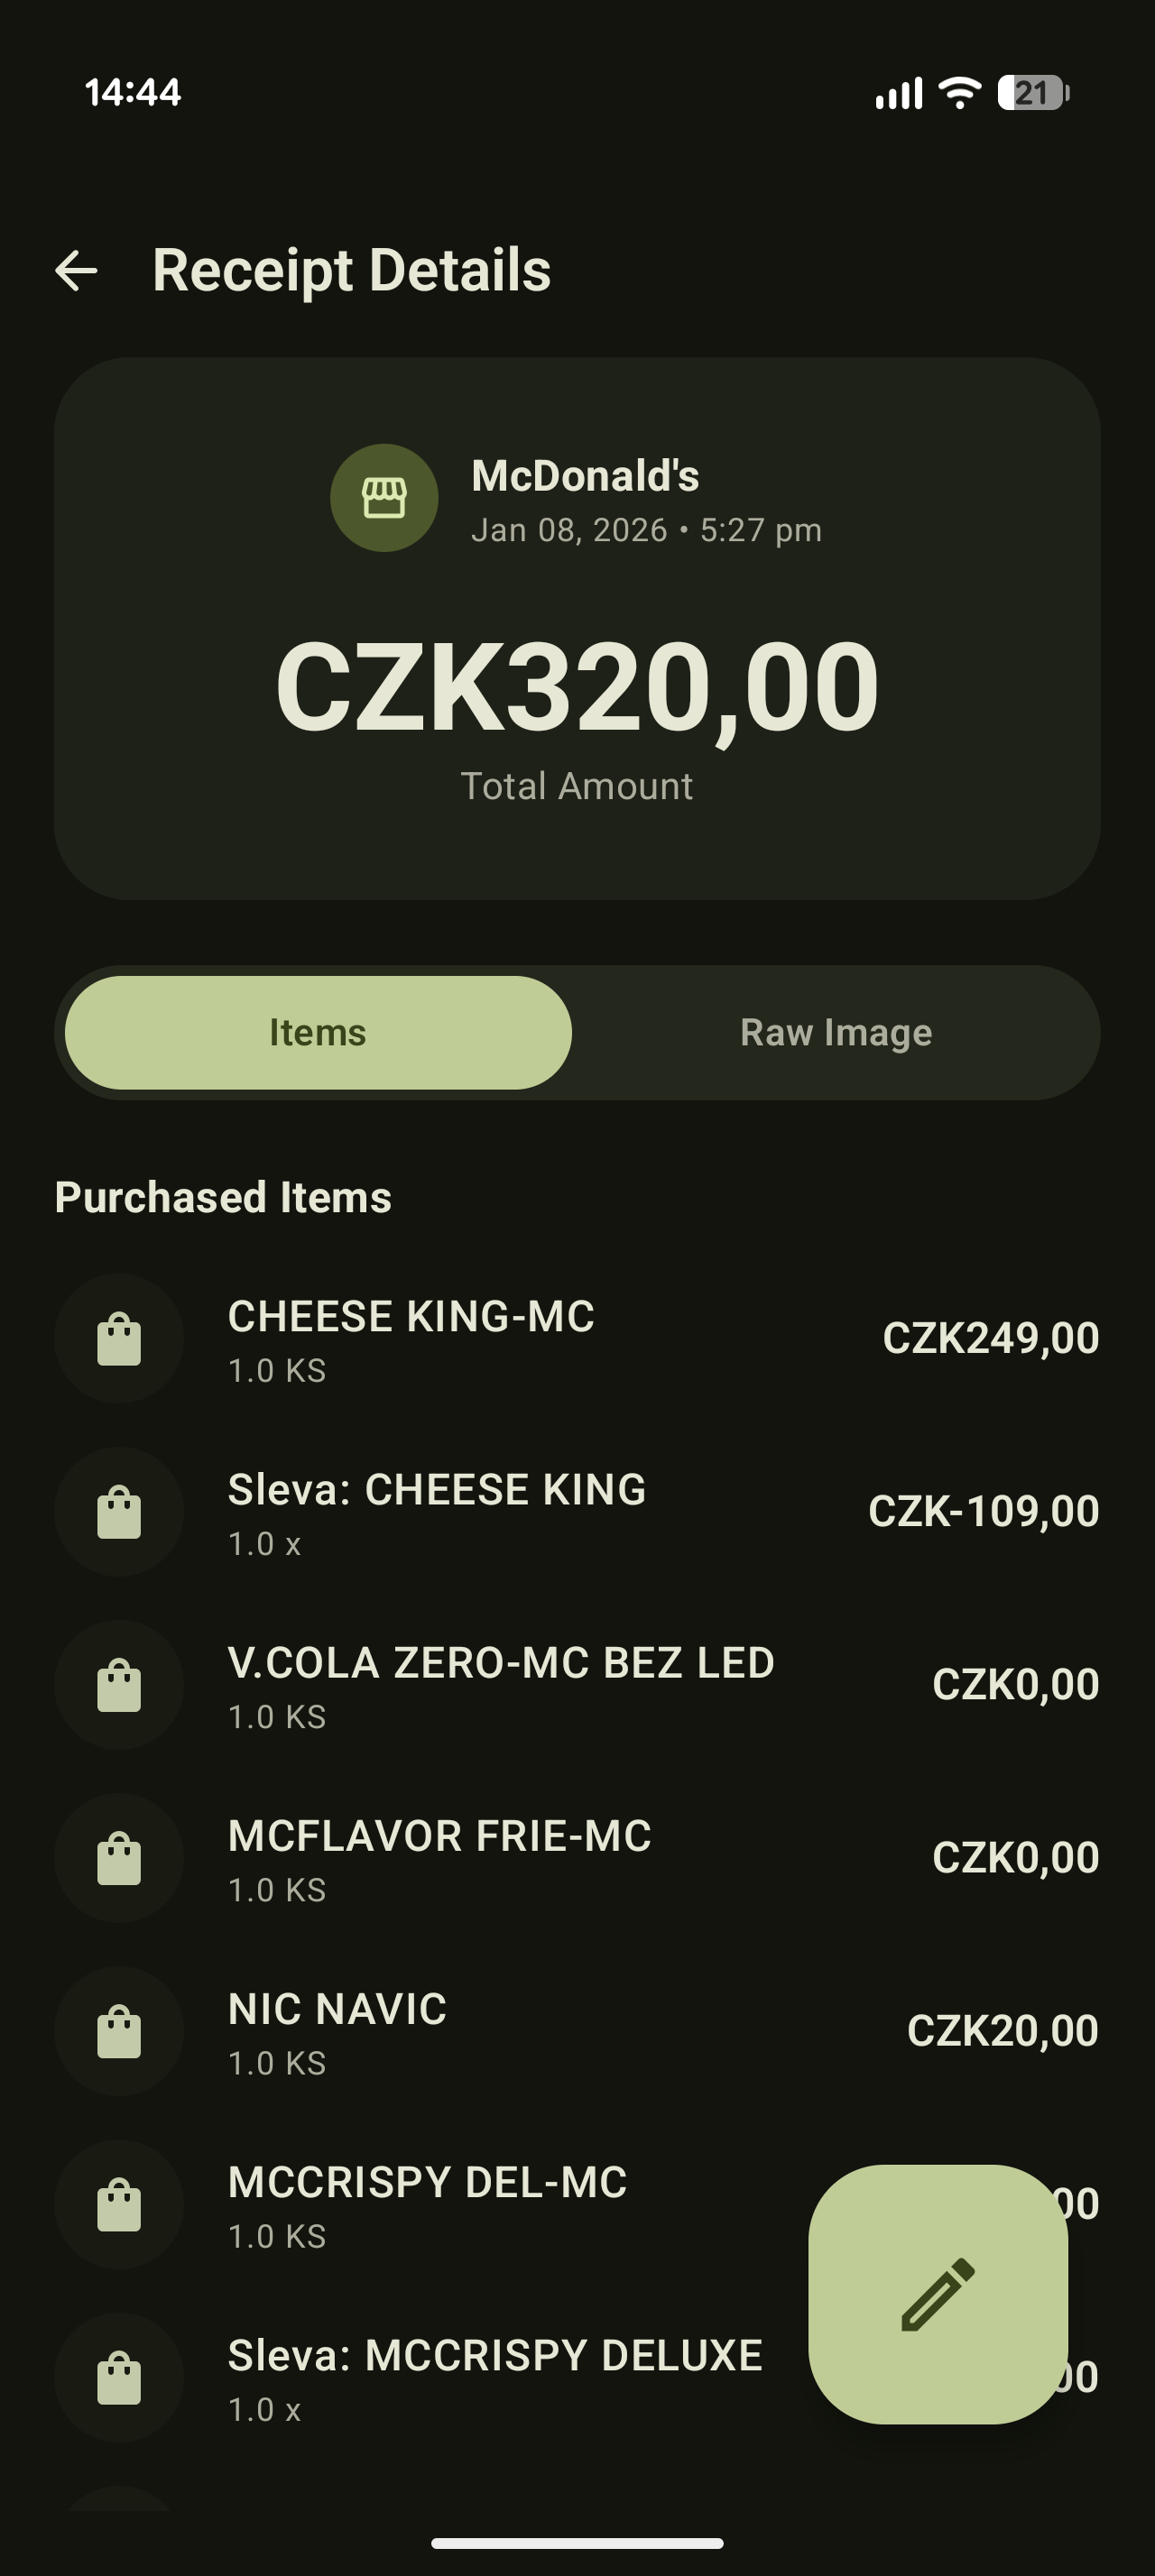 14:44
21
Receipt Details
McDonald's
Jan 08, 2026 • 5:27 pm
CZK320,00
Total Amount
Items
Raw Image
Purchased Items
CHEESE KING-MC
CZK249,00
1.0 KS
Sleva: CHEESE KING
CZK-109,00
1.0 x
V.COLA ZERO-MC BEZ LED
CZK0,00
1.0 KS
MCFLAVOR FRIE-MC
CZK0,00
1.0 KS
NIC NAVIC
CZK20,00
1.0 KS
MCCRISPY DEL-MC
1.0 KS
Sleva: MCCRISPY DELUXE
1.0 x